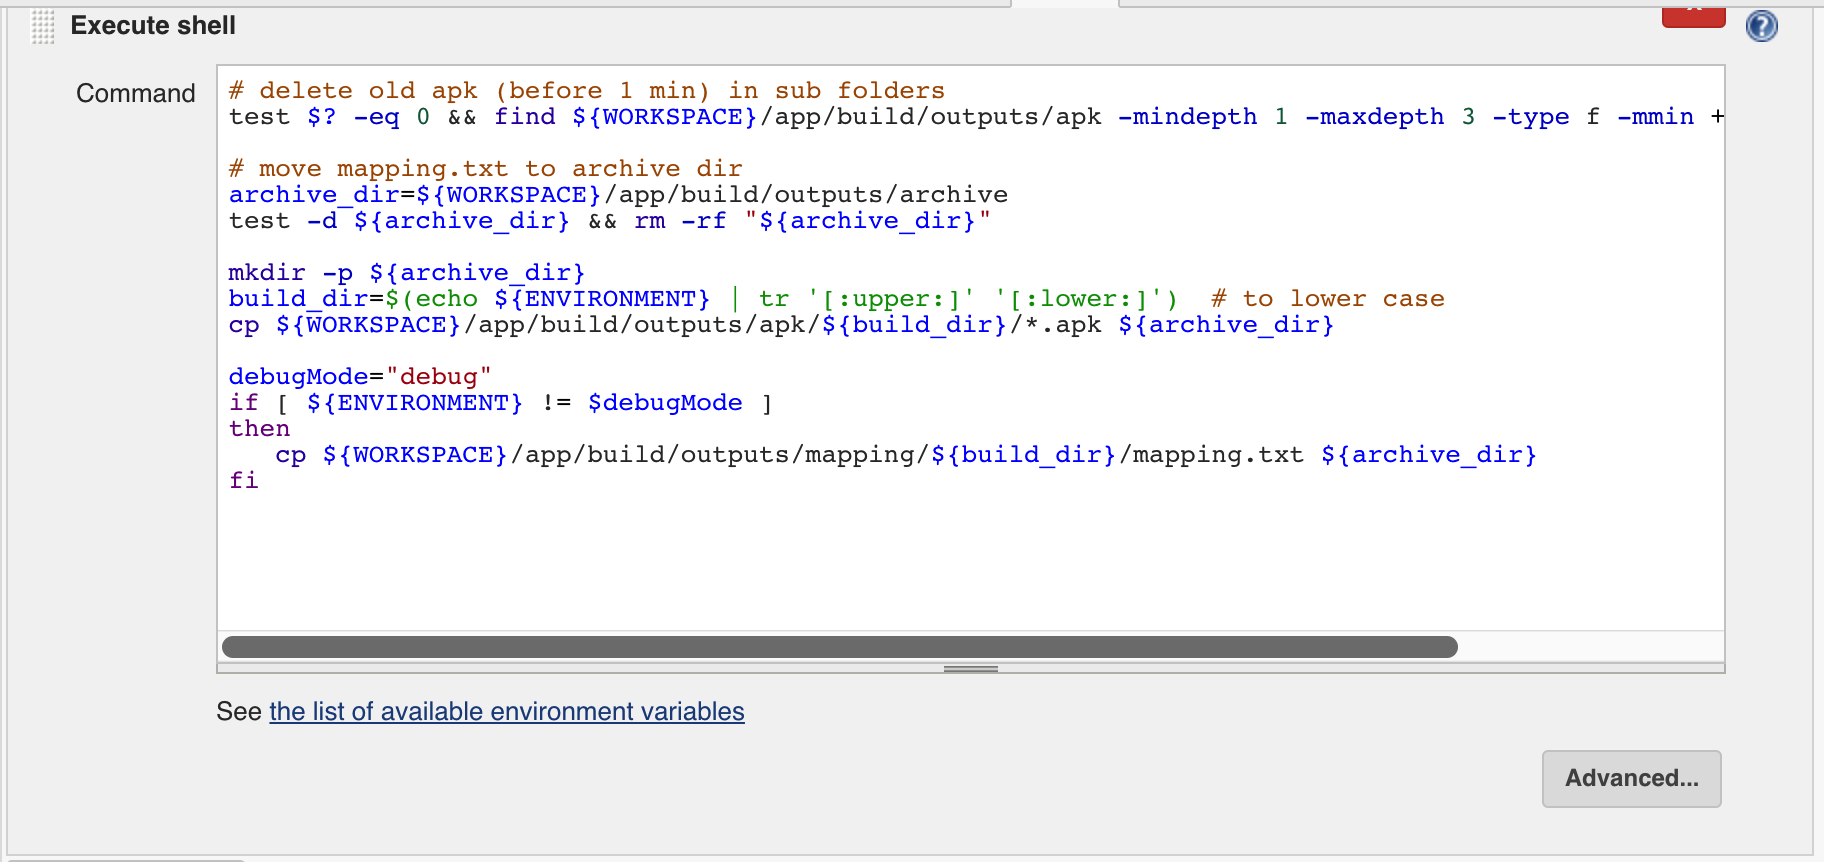 Execute shell
Command
# delete old apk (before 1 min) in sub folders
test $? -eq 0 && find ${WORKSPACE}/app/build/outputs/apk -mindepth 1 -maxdepth 3 -type f -mmin +
# move mapping.txt to archive dir
archive_dir=${WORKSPACE}/app/build/outputs/archive
test -d ${archive_dir} && rm -rf "${archive_dir}"
mkdir -p ${archive_dir}
build_dir=$(echo ${ENVIRONMENT} | tr '[:upper:]' '[:lower:]')  # to lower case
cp ${WORKSPACE}/app/build/outputs/apk/${build_dir}/*.apk ${archive_dir}
debugMode="debug"
if [ ${ENVIRONMENT} != $debugMode ]
then
   cp ${WORKSPACE}/app/build/outputs/mapping/${build_dir}/mapping.txt ${archive_dir}
fi
See the list of available environment variables
Advanced...